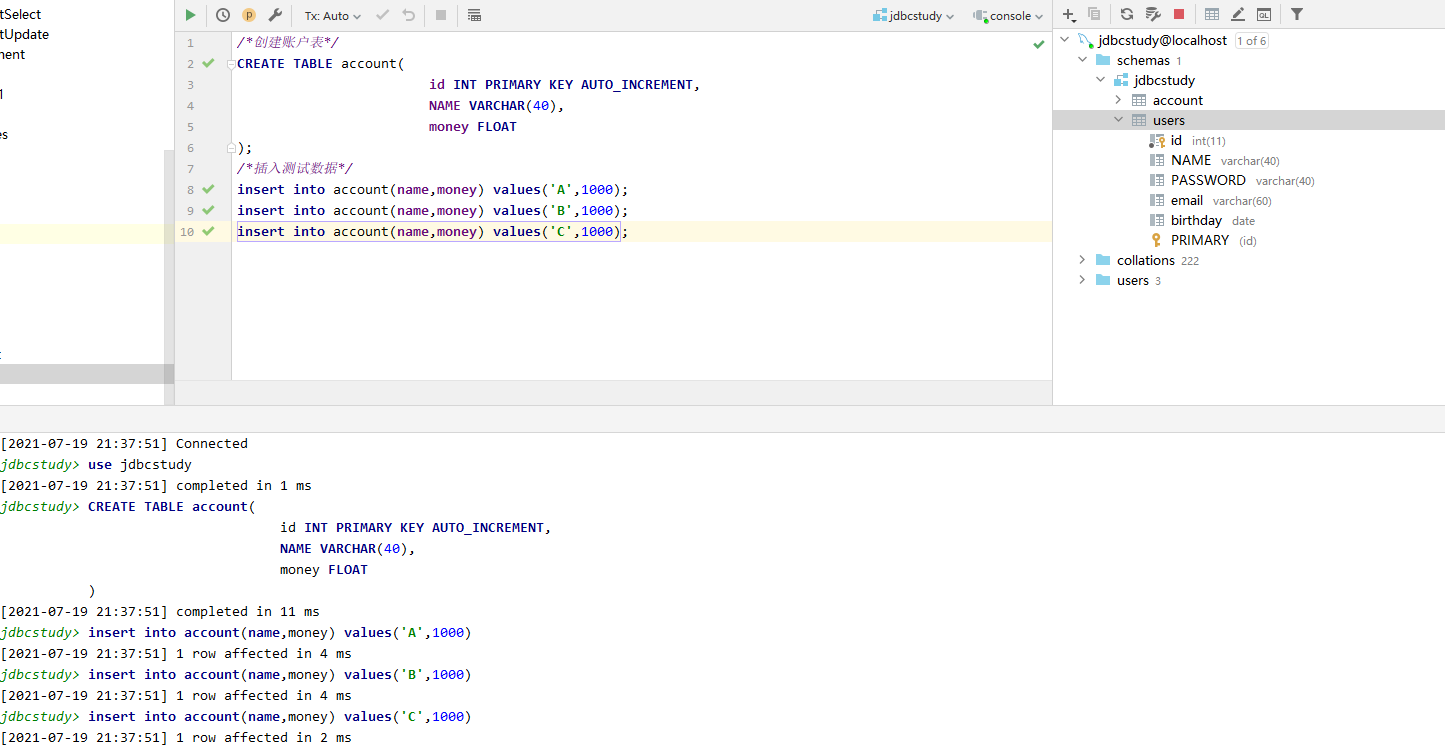 tSelect
tUpdate
ment
1
es
Tx: Auto
jdbcstudy
console
1 /*创建账户表*/
2 CREATE TABLE account(
3 id INT PRIMARY KEY AUTO_INCREMENT,
4 NAME VARCHAR(40),
5 money FLOAT
6 );
7 /*插入测试数据*/
8 insert into account(name,money) values('A',1000);
9 insert into account(name,money) values('B',1000);
10 insert into account(name,money) values('C',1000);
jdbcstudy@localhost 1 of 6
schemas 1
jdbcstudy
account
users
id int(11)
NAME varchar(40)
PASSWORD varchar(40)
email varchar(60)
birthday date
PRIMARY (id)
collations 222
users 3
[2021-07-19 21:37:51] Connected
jdbcstudy> use jdbcstudy
[2021-07-19 21:37:51] completed in 1 ms
jdbcstudy> CREATE TABLE account(
id INT PRIMARY KEY AUTO_INCREMENT,
NAME VARCHAR(40),
money FLOAT
)
[2021-07-19 21:37:51] completed in 11 ms
jdbcstudy> insert into account(name,money) values('A',1000)
[2021-07-19 21:37:51] 1 row affected in 4 ms
jdbcstudy> insert into account(name,money) values('B',1000)
[2021-07-19 21:37:51] 1 row affected in 4 ms
jdbcstudy> insert into account(name,money) values('C',1000)
[2021-07-19 21:37:51] 1 row affected in 2 ms